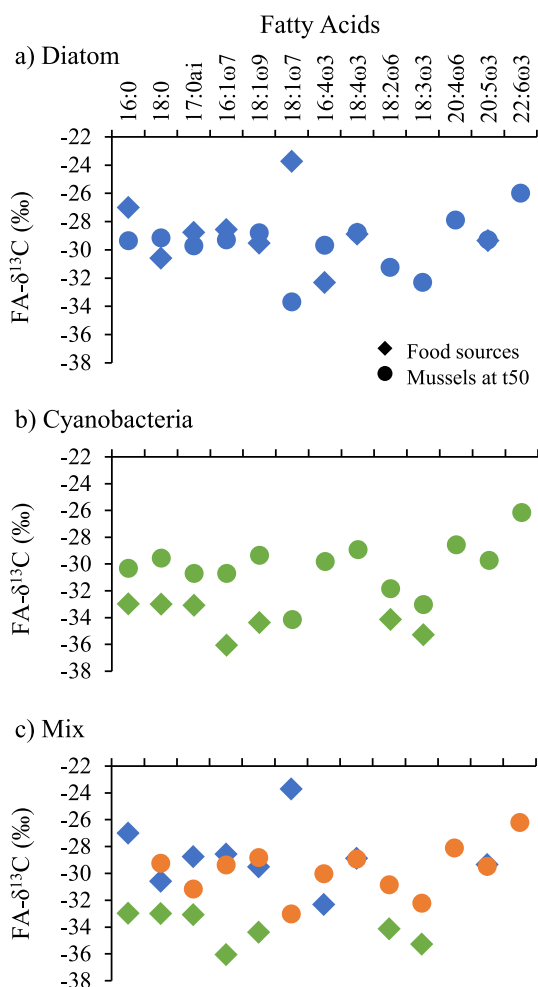 Fatty Acids
a) Diatom
16:0
18:0
17:0ai
16:1ω7
18:1ω9
18:1ω7
16:4ω3
18:4ω3
18:2ω6
18:3ω3
20:4ω6
20:5ω3
22:6ω3
FA-δ¹³C (‰)
-22
-24
-26
-28
-30
-32
-34
-36
-38
Food sources
Mussels at t50
b) Cyanobacteria
FA-δ¹³C (‰)
-22
-24
-26
-28
-30
-32
-34
-36
-38
c) Mix
FA-δ¹³C (‰)
-22
-24
-26
-28
-30
-32
-34
-36
-38